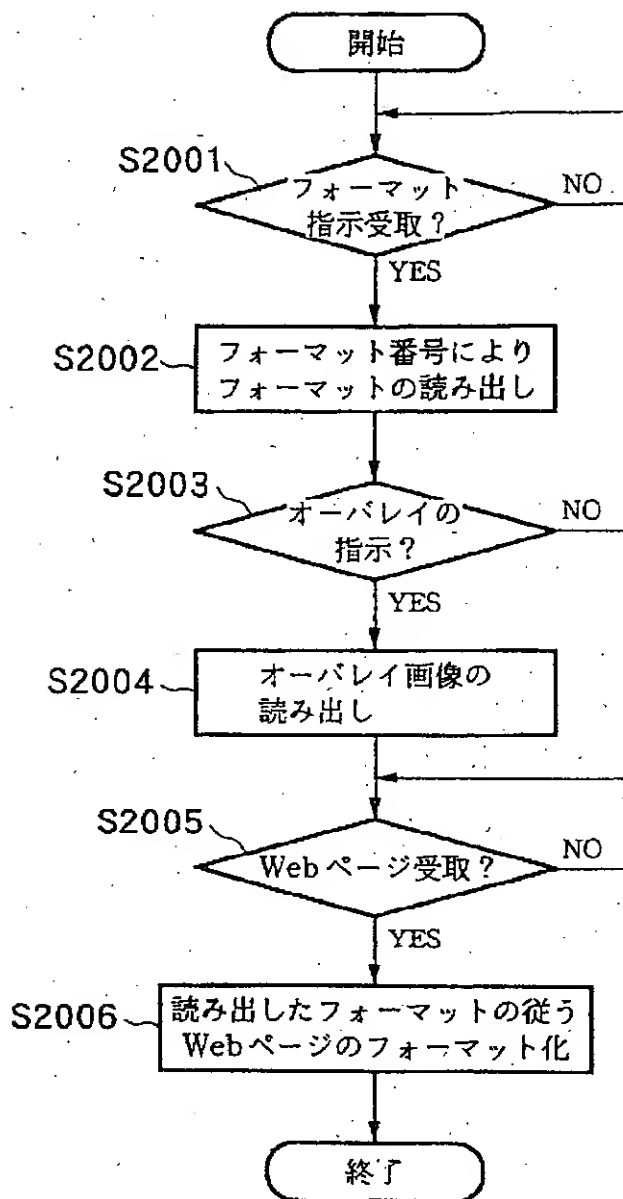 開始
S2001
フォーマット
指示受取?
NO
YES
S2002
フォーマット番号により
フォーマットの読み出し
S2003
オーバレイの
指示?
NO
YES
S2004
オーバレイ画像の
読み出し
S2005
Webページ受取?
NO
YES
S2006
読み出したフォーマットの従う
Webページのフォーマット化
終了